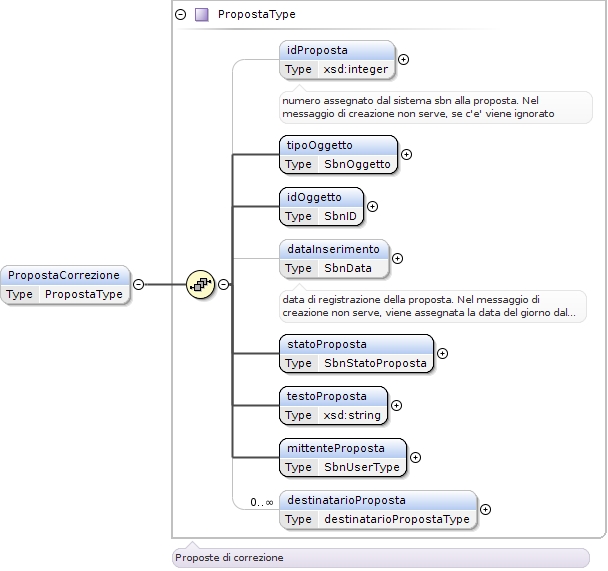 PropostaType
idProposta
Type xsd:integer
numero assegnato dal sistema sbn alla proposta. Nel
messaggio di creazione non serve, se c'e' viene ignorato
tipoOggetto
Type SbnOggetto
idOggetto
Type SbnID
dataInserimento
Type SbnData
data di registrazione della proposta. Nel messaggio di
creazione non serve, viene assegnata la data del giorno dal...
PropostaCorrezione
Type PropostaType
statoProposta
Type SbnStatoProposta
testoProposta
Type xsd:string
mittenteProposta
Type SbnUserType
0..∞
destinatarioProposta
Type destinatarioPropostaType
Proposte di correzione